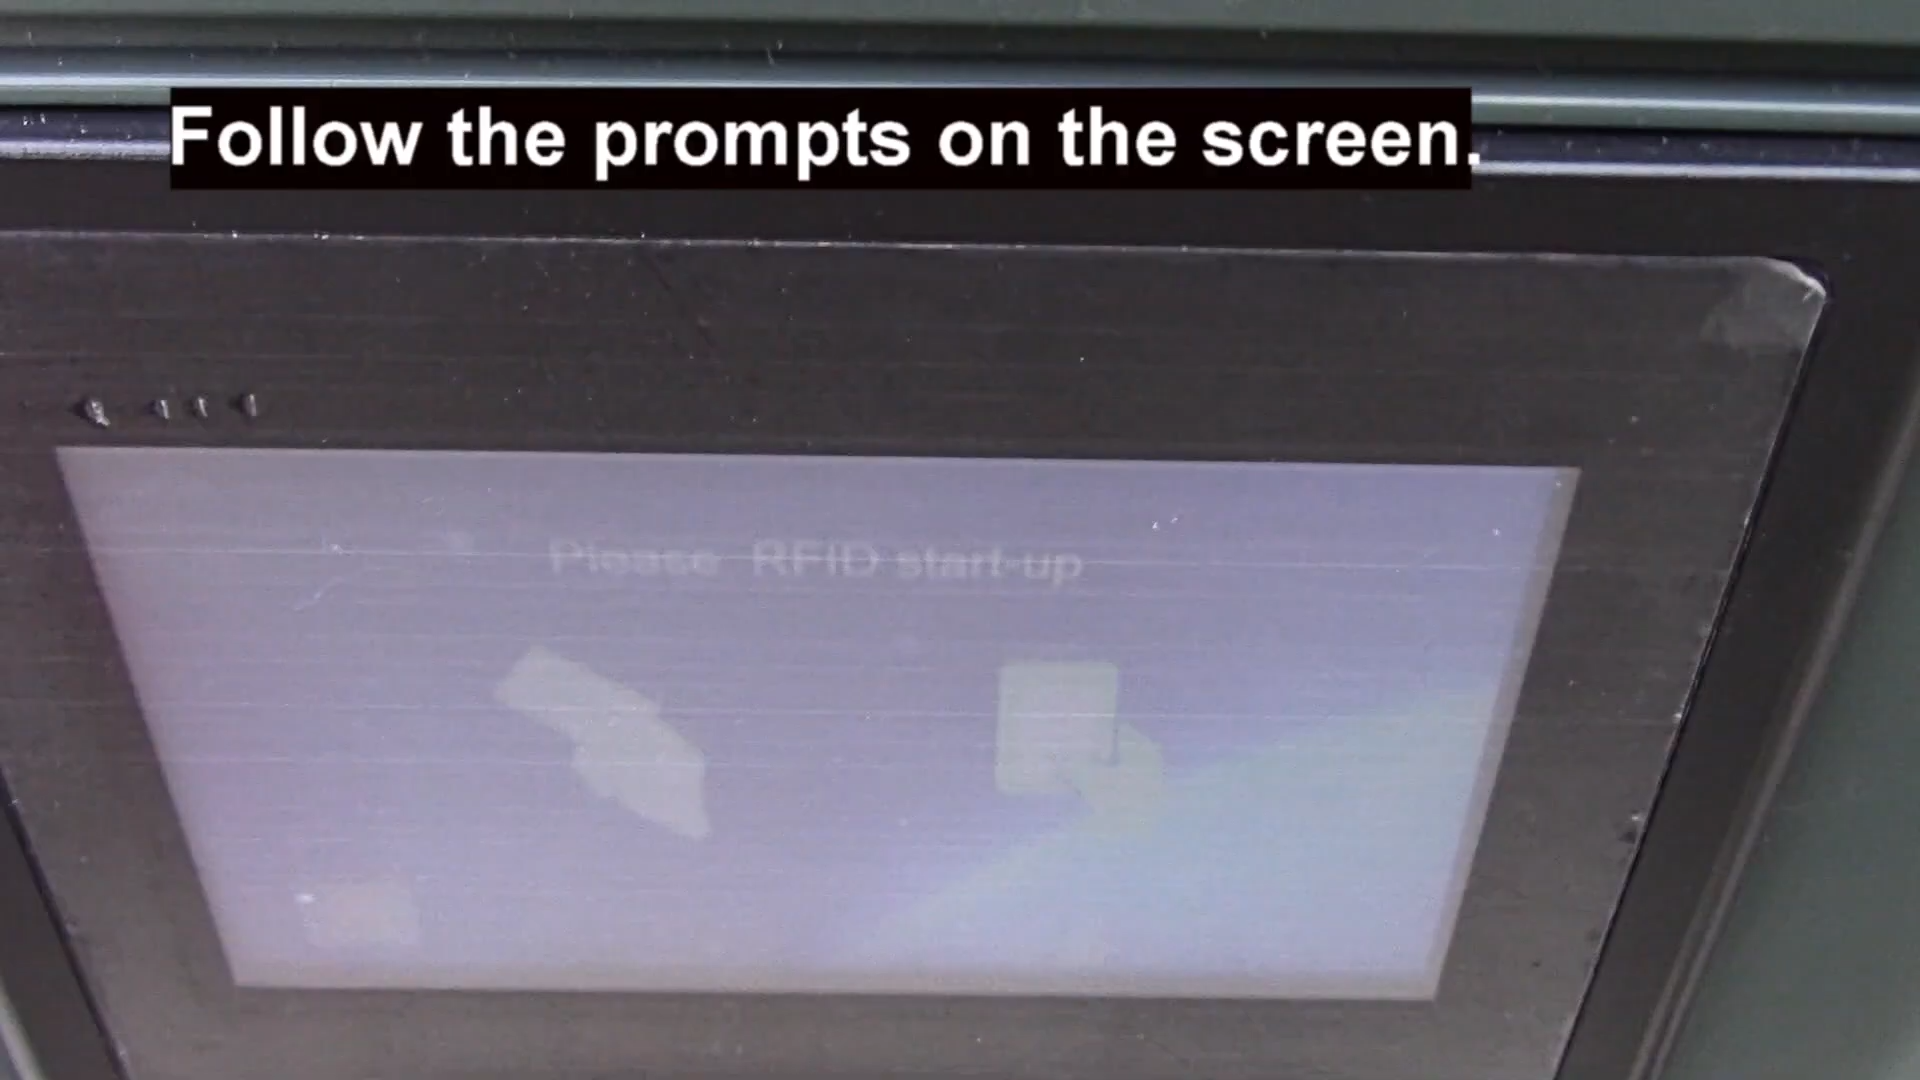 Follow the prompts on the screen.
Please RFID start-up